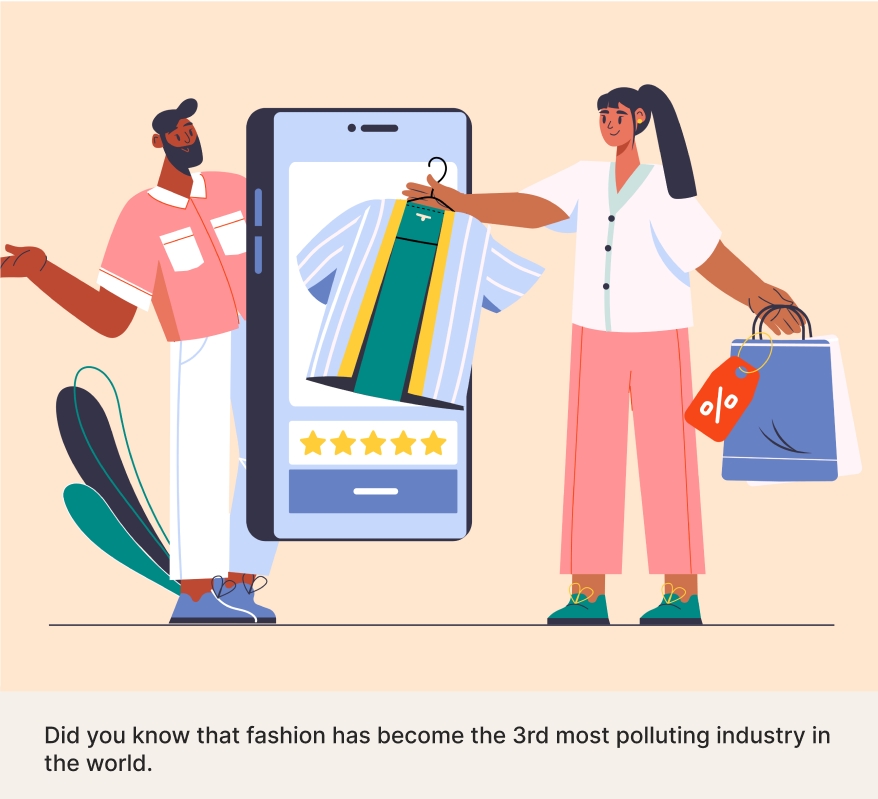 %
Did you know that fashion has become the 3rd most polluting industry in
the world.